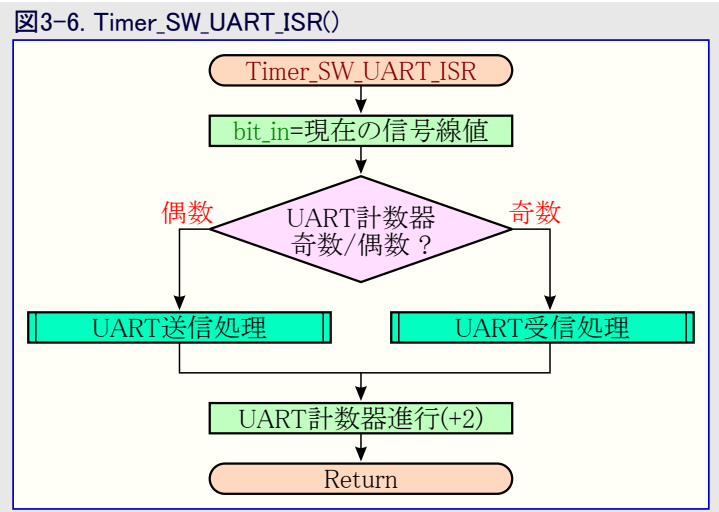 図3-6. Timer_SW_UART_ISR()
Timer_SW_UART_ISR
bit_in=現在の信号線値
偶数
UART計数器
奇数/偶数 ?
奇数
UART送信処理
UART受信処理
UART計数器進行(+2)
Return